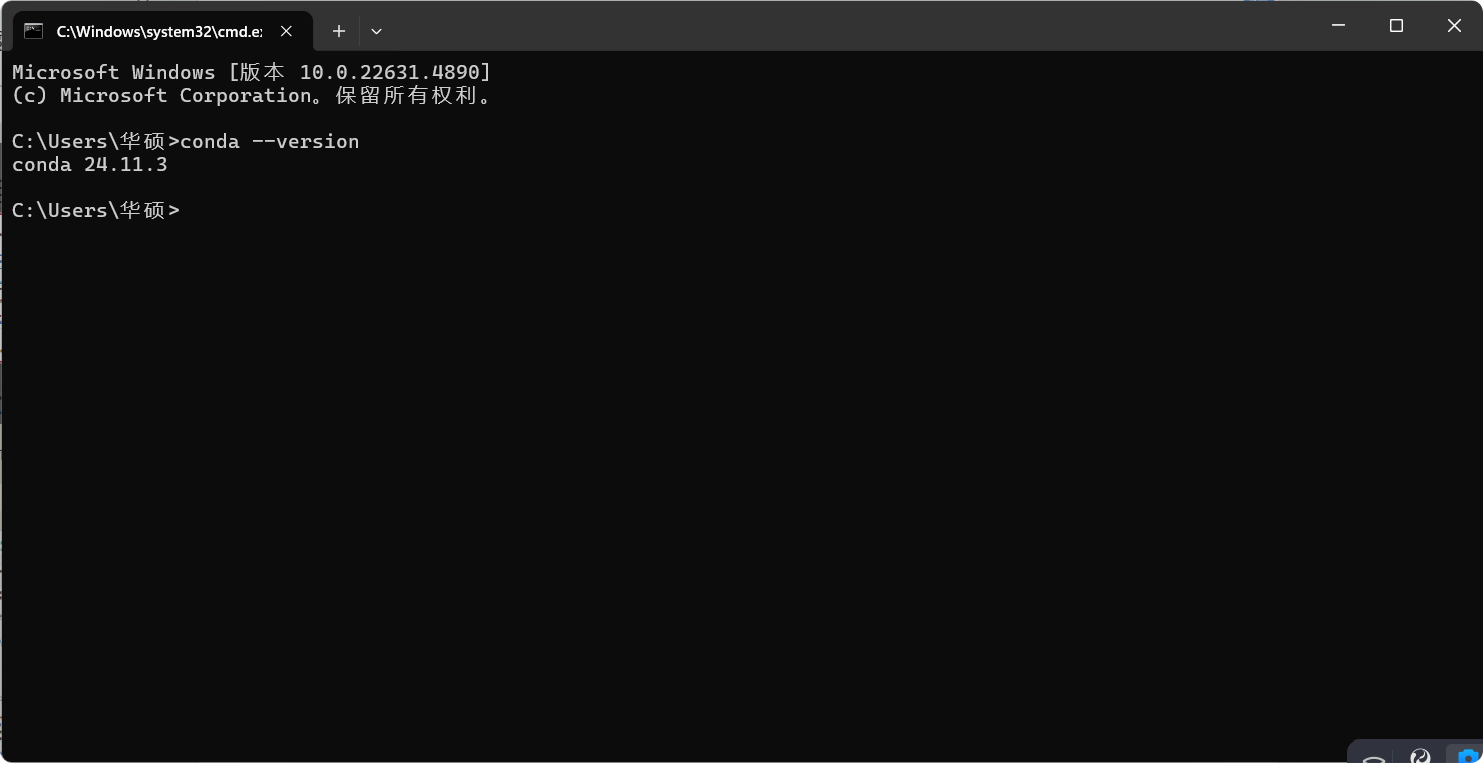 C:\Windows\system32\cmd.e
Microsoft Windows [版本 10.0.22631.4890]
(c) Microsoft Corporation。保留所有权利。
C:\Users\华硕>conda --version
conda 24.11.3
C:\Users\华硕>